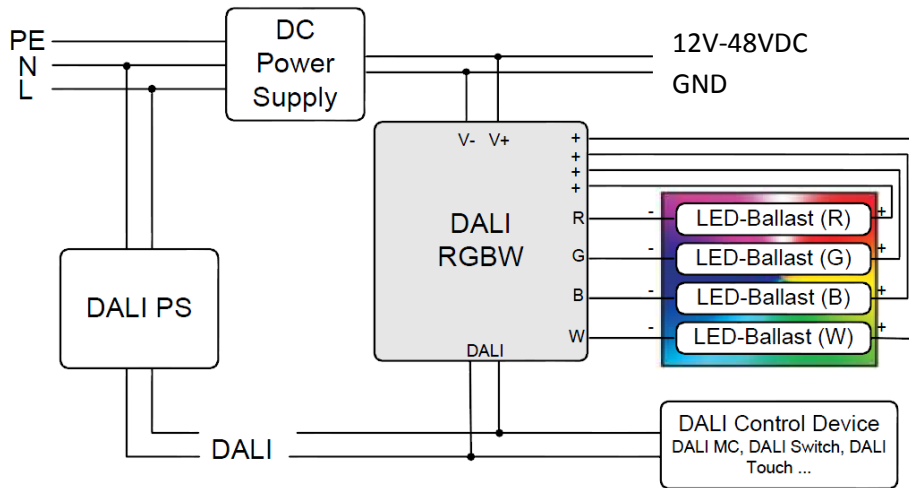 PE
N
L
DC
Power
Supply
12V-48VDC
GND
V- V+
+
+
+
+
DALI
RGBW
R
G
B
W
DALI
- LED-Ballast (R) +
- LED-Ballast (G) +
- LED-Ballast (B) +
- LED-Ballast (W) +
DALI PS
DALI
DALI Control Device
DALI MC, DALI Switch, DALI
Touch ...